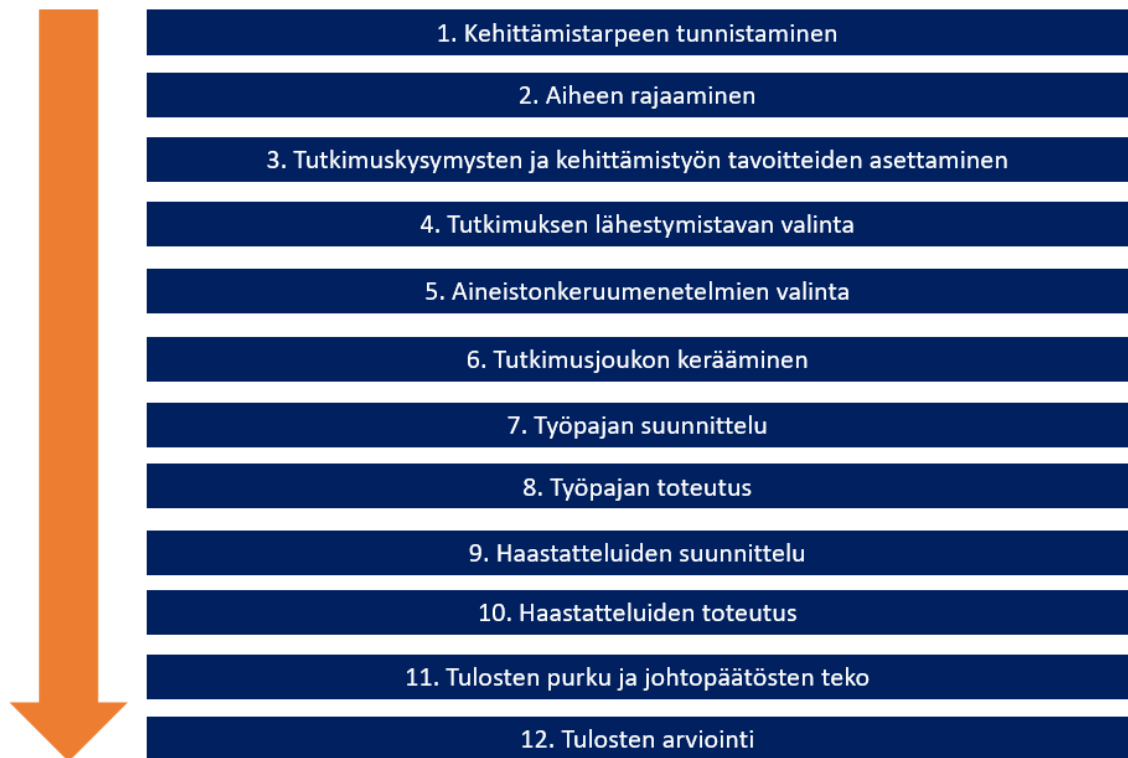 1. Kehittämistarpeen tunnistaminen
2. Aiheen rajaaminen
3. Tutkimuskysymysten ja kehittämistyön tavoitteiden asettaminen
4. Tutkimuksen lähestymistavan valinta
5. Aineistonkeruumenetelmien valinta
6. Tutkimusjoukon kerääminen
7. Työpajan suunnittelu
8. Työpajan toteutus
9. Haastatteluiden suunnittelu
10. Haastatteluiden toteutus
11. Tulosten purku ja johtopäätösten teko
12. Tulosten arviointi